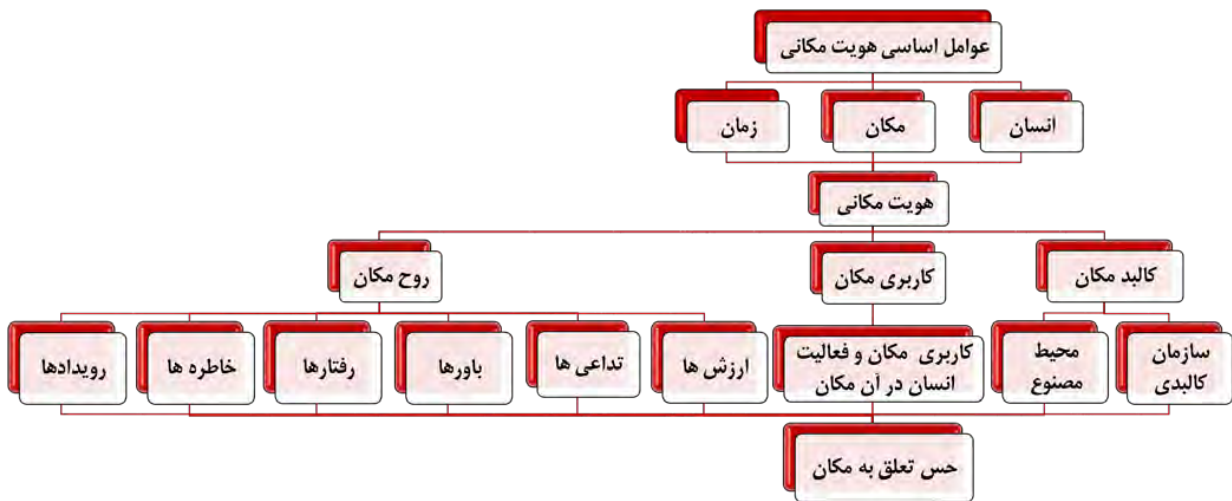 عوامل اساسی هویت مکانی
انسان
مکان
زمان
هویت مکانی
کالبد مکان
کاربری مکان
روح مکان
سازمان
کالبدی
محیط
مصنوع
کاربری مکان و فعالیت
انسان در آن مکان
ارزش ها
تداعی ها
باورها
رفتارها
خاطره ها
رویدادها
حس تعلق به مکان